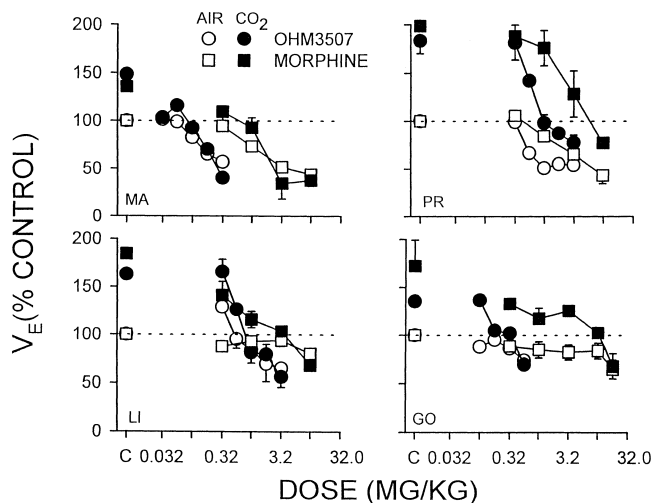 AIR CO2
OHM3507
MORPHINE
200
150
100
50
0
MA
PR
200
150
100
50
0
LI
GO
VE(% CONTROL)
C 0.032 0.32 3.2 32.0
C 0.032 0.32 3.2 32.0
DOSE (MG/KG)